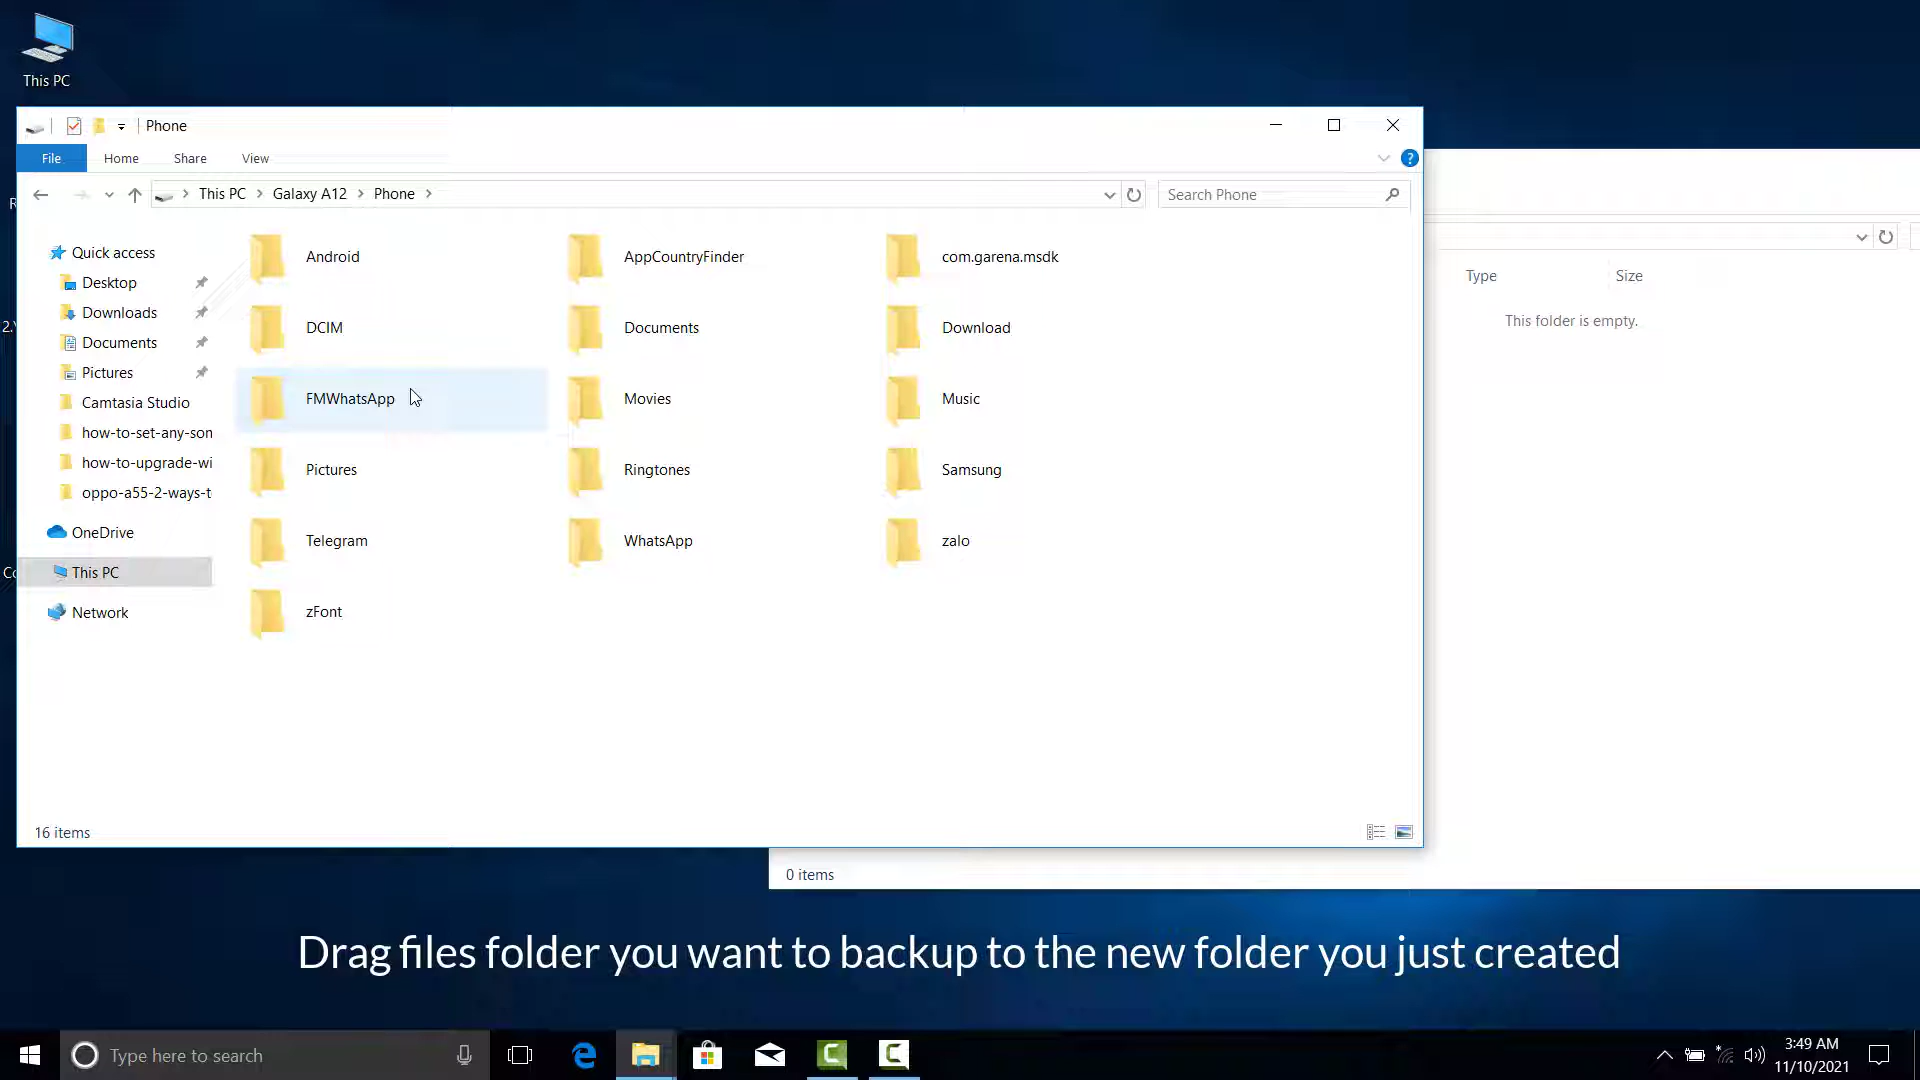 This PC
Phone
File Home Share View
This PC Galaxy A12 Phone
Search Phone
Quick access
Desktop
Downloads
Documents
Pictures
Camtasia Studio
how-to-set-any-son
how-to-upgrade-wi
oppo-a55-2-ways-t
OneDrive
This PC
Network
Android AppCountryFinder com.garena.msdk
DCIM Documents Download
FMWhatsApp Movies Music
Pictures Ringtones Samsung
Telegram WhatsApp zalo
zFont
16 items
Type Size
This folder is empty.
0 items
Drag files folder you want to backup to the new folder you just created
Type here to search
3:49 AM
11/10/2021